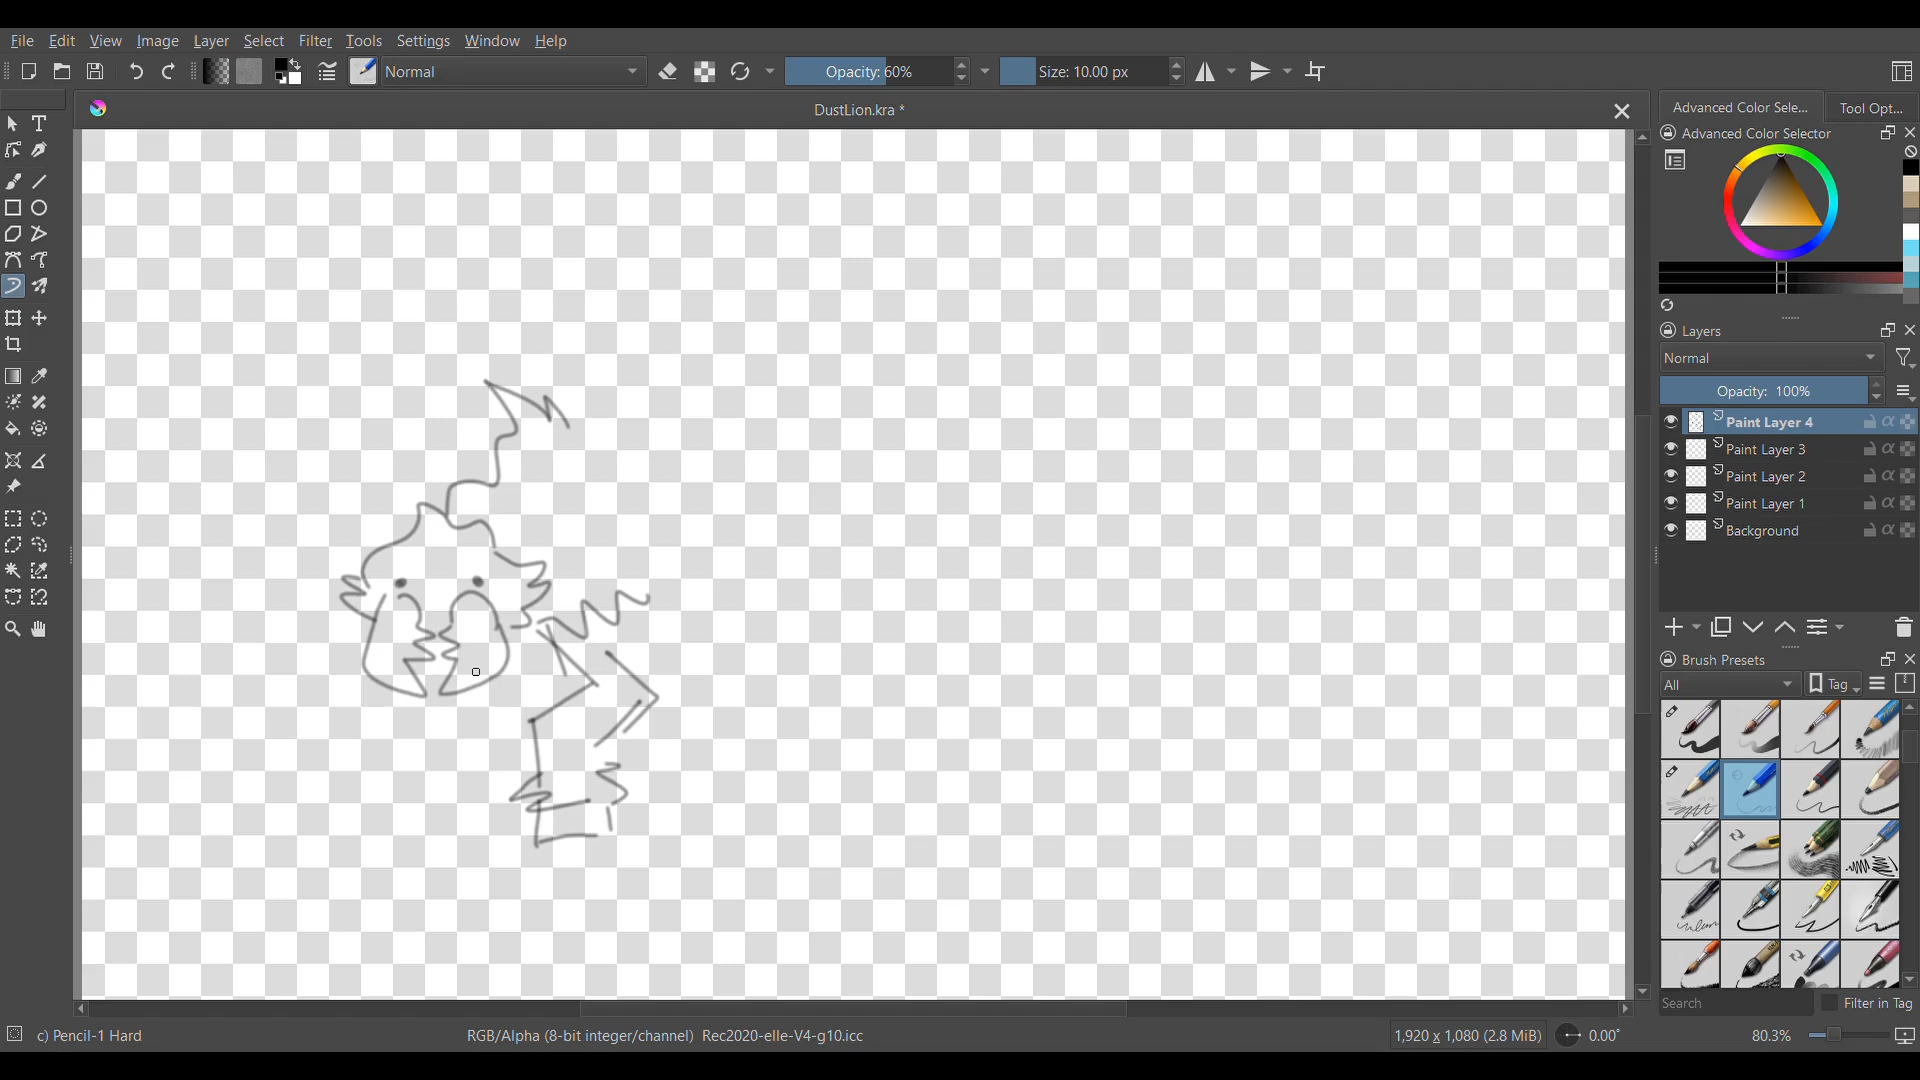 File Edit View Image Layer Select Filter Tools Settings Window Help
Normal Opacity: 60% Size: 10.00 px
DustLion.kra *
Advanced Color Sele... Tool Opt...
Advanced Color Selector
Layers
Normal
Opacity: 100%
Paint Layer 4
Paint Layer 3
Paint Layer 2
Paint Layer 1
Background
Brush Presets
All Tag
Search Filter in Tag
c) Pencil-1 Hard RGB/Alpha (8-bit integer/channel) Rec2020-elle-V4-g10.icc 1,920 x 1,080 (2.8 MiB) 0.00° 80.3%